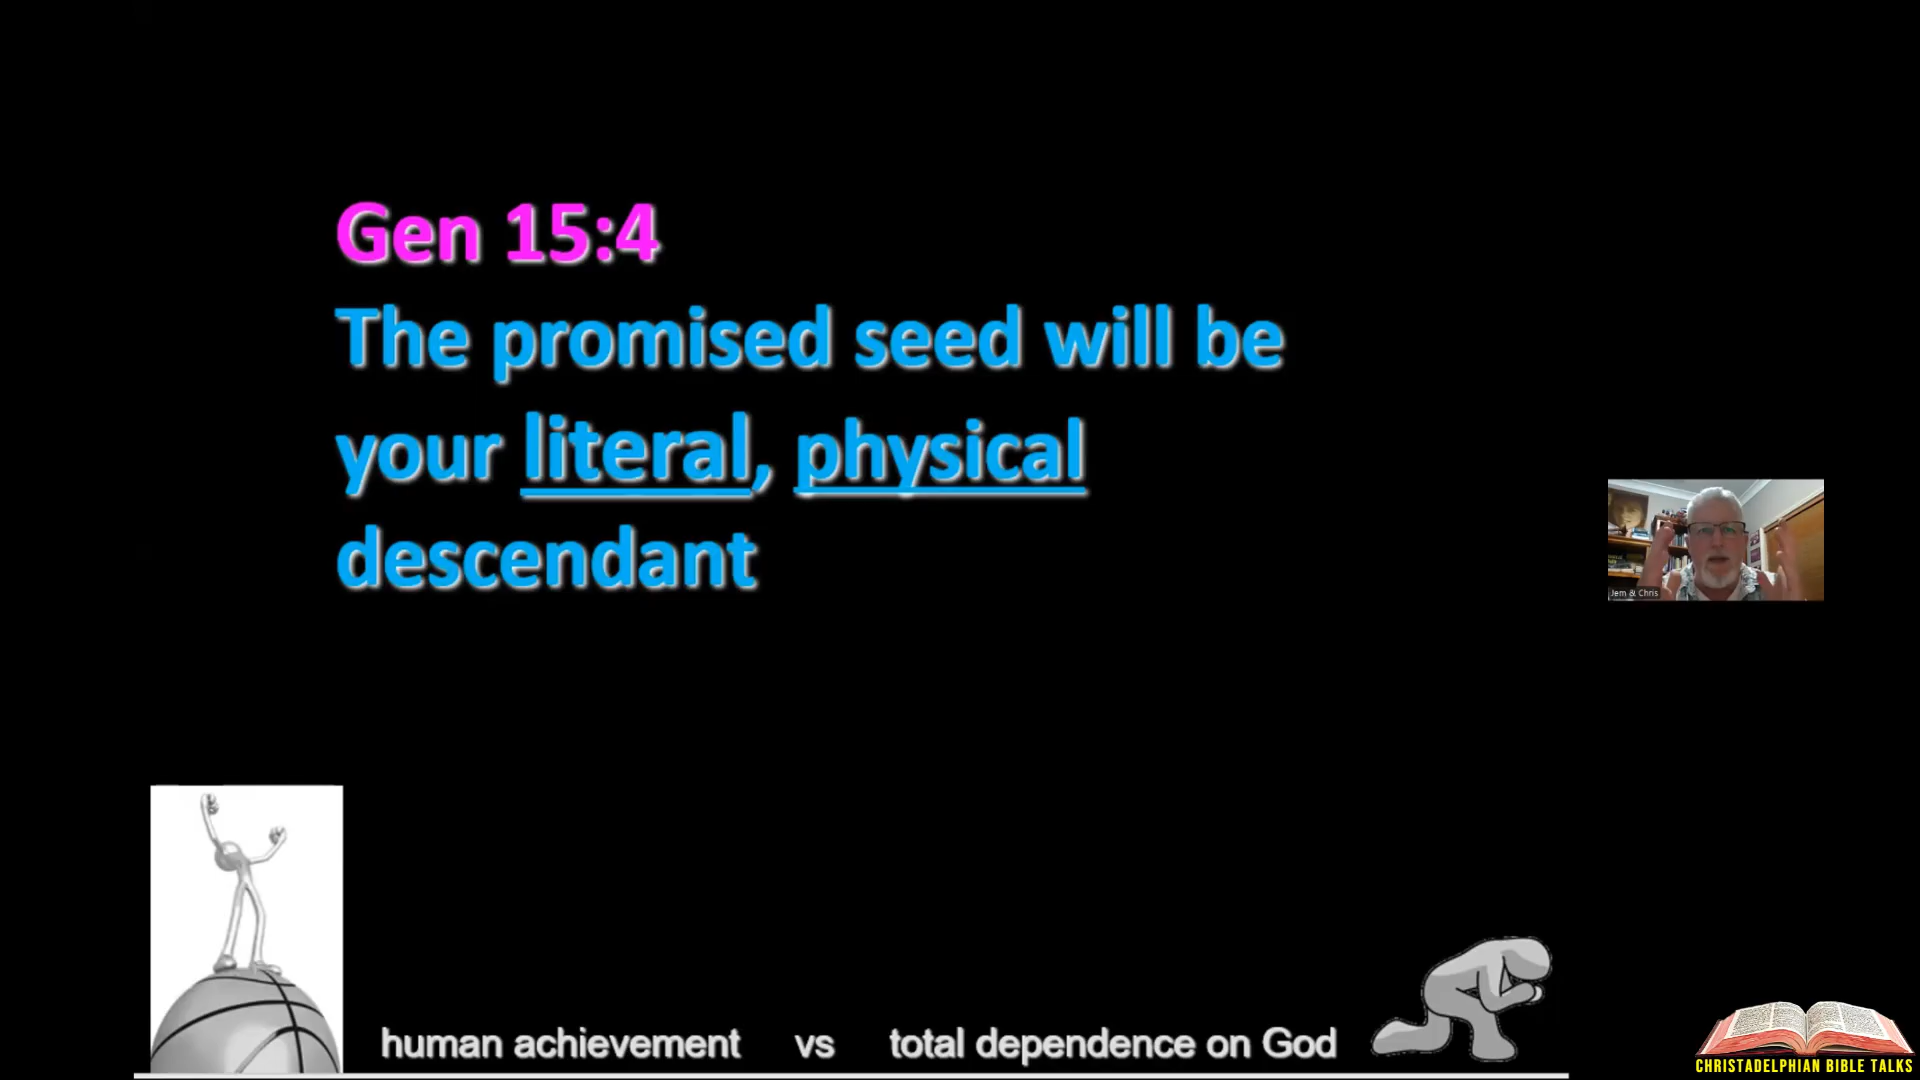 Gen 15:4
The promised seed will be
your literal, physical
descendant
Jem & Chris
human achievement vs total dependence on God
CHRISTADELPHIAN BIBLE TALKS